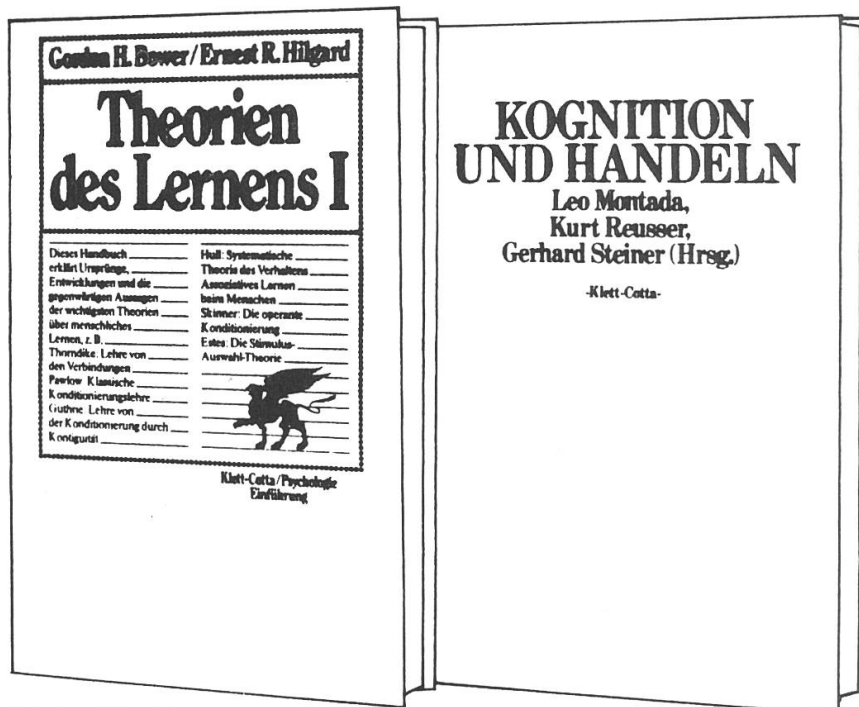 Gordon H. Bower/Ernest R. Hilgard
Theorien
des Lernens I
Dieses Handbuch
erklärt Ursprünge,
Entwicklungen und die
gegenwärtigen Aussagen
der wichtigsten Theorien
über menschliches
Lernen, z. B.
Thorndike: Lehre von
den Verbindungen
Pawlow: Klassische
Konditionierungslehre
Guthrie: Lehre von
der Konditionierung durch
Kontiguität
Hull: Systematische
Theorie des Verhaltens
Assoziatives Lernen
beim Menschen
Skinner: Die operante
Konditionierung
Estes: Die Stimulus-
Auswahl-Theorie
Klett-Cotta/Psychologie
Einführung
KOGNITION
UND HANDELN
Leo Montada,
Kurt Reusser,
Gerhard Steiner (Hrsg.)
-Klett-Cotta-